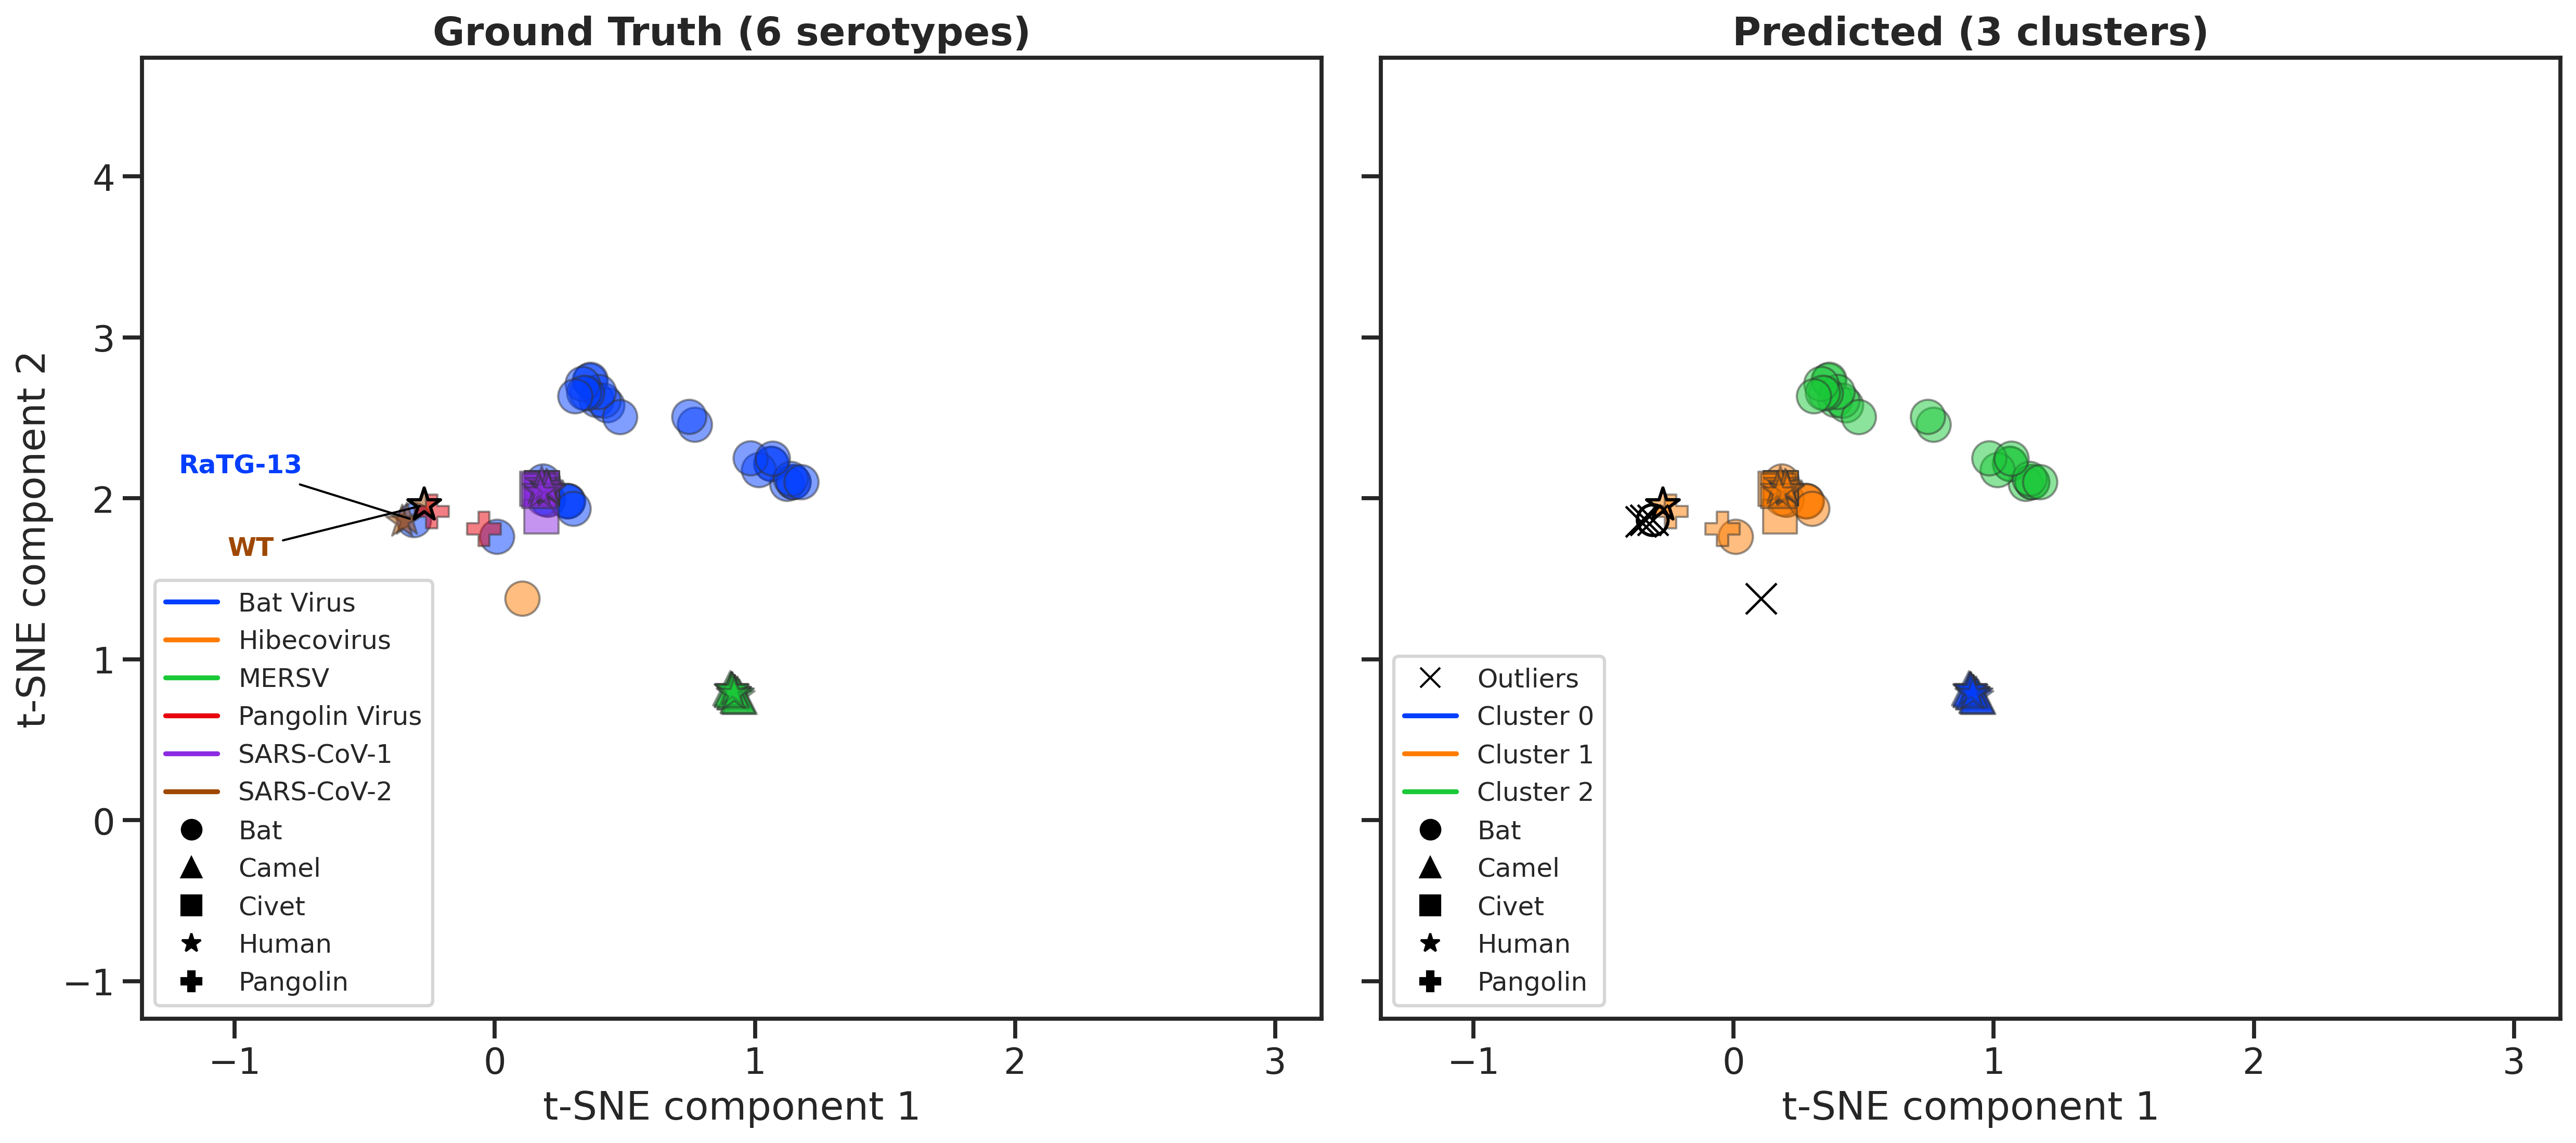 Ground Truth (6 serotypes)
t-SNE component 2
4
3
2
1
0
−1
RaTG-13
WT
Bat Virus
Hibecovirus
MERSV
Pangolin Virus
SARS-CoV-1
SARS-CoV-2
Bat
Camel
Civet
Human
Pangolin
−1 0 1 2 3
t-SNE component 1
Predicted (3 clusters)
Outliers
Cluster 0
Cluster 1
Cluster 2
Bat
Camel
Civet
Human
Pangolin
−1 0 1 2 3
t-SNE component 1